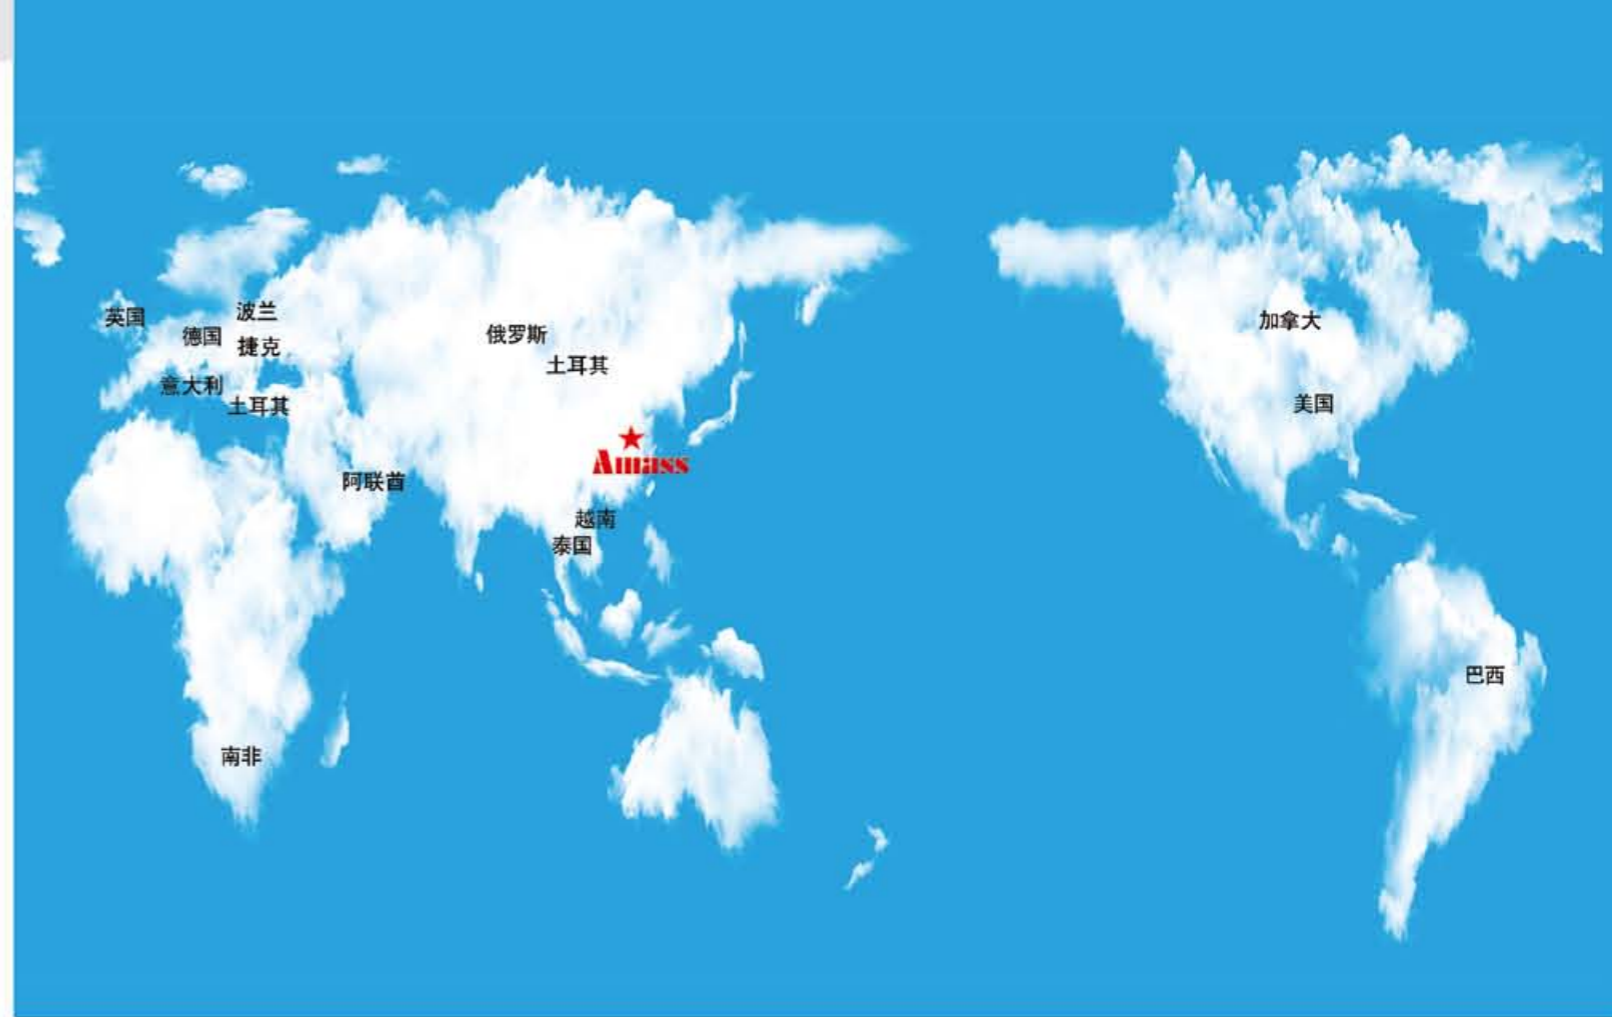 英国
波兰
德国
捷克
意大利
土耳其
俄罗斯
土耳其
Amass
阿联酋
越南
泰国
南非
加拿大
美国
巴西